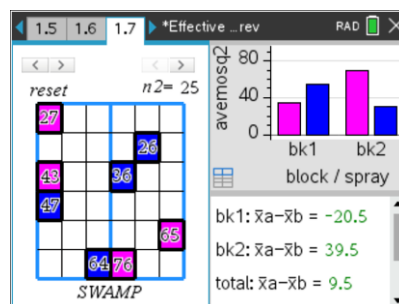 1.5 1.6 1.7 *Effective ...rev RAD
reset n2= 25
27
26
43 36
47
65
64 76
SWAMP
avemosq2
80
40
0
bk1 bk2
block / spray
bk1: x̄a−x̄b = -20.5
bk2: x̄a−x̄b = 39.5
total: x̄a−x̄b = 9.5